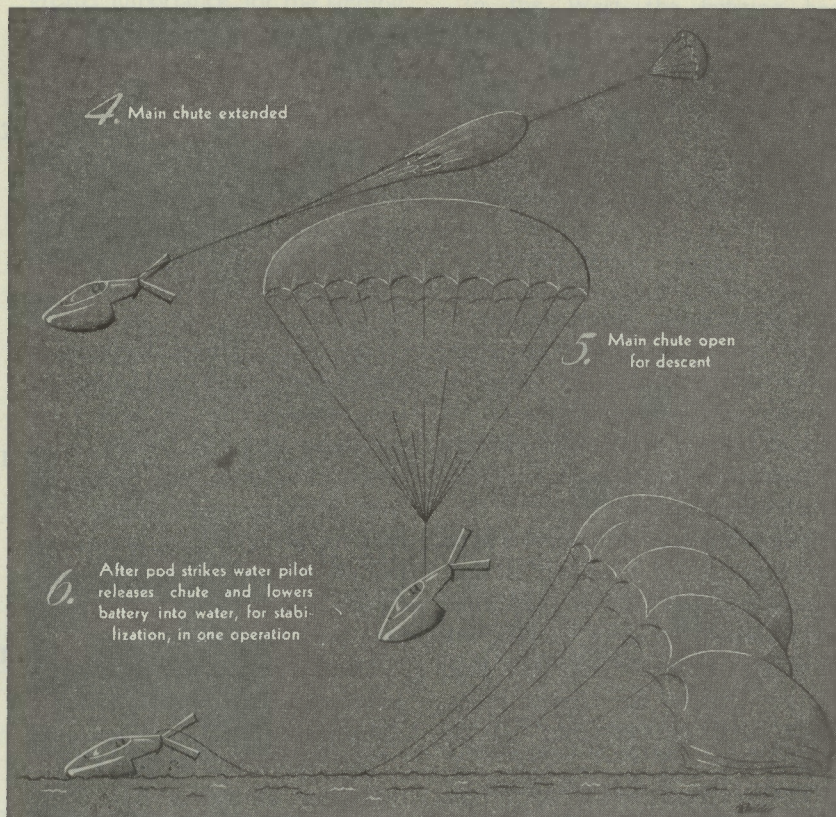 4. Main chute extended
5. Main chute open
for descent
6. After pod strikes water pilot
releases chute and lowers
battery into water, for stabi-
lization, in one operation